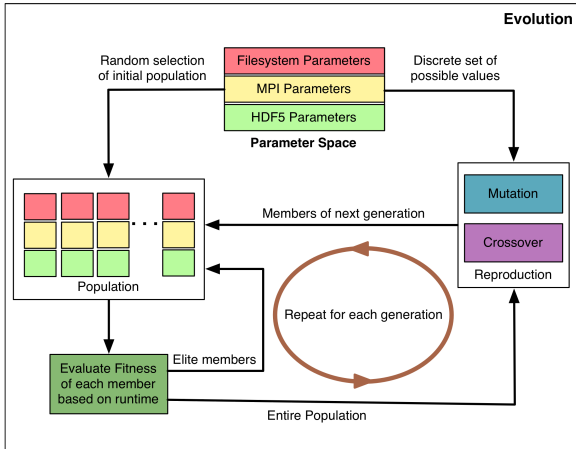 Evolution
Random selection
of initial population
Filesystem Parameters
MPI Parameters
HDF5 Parameters
Parameter Space
Discrete set of
possible values
Mutation
Crossover
Reproduction
Members of next generation
. . .
Population
Repeat for each generation
Elite members
Evaluate Fitness
of each member
based on runtime
Entire Population